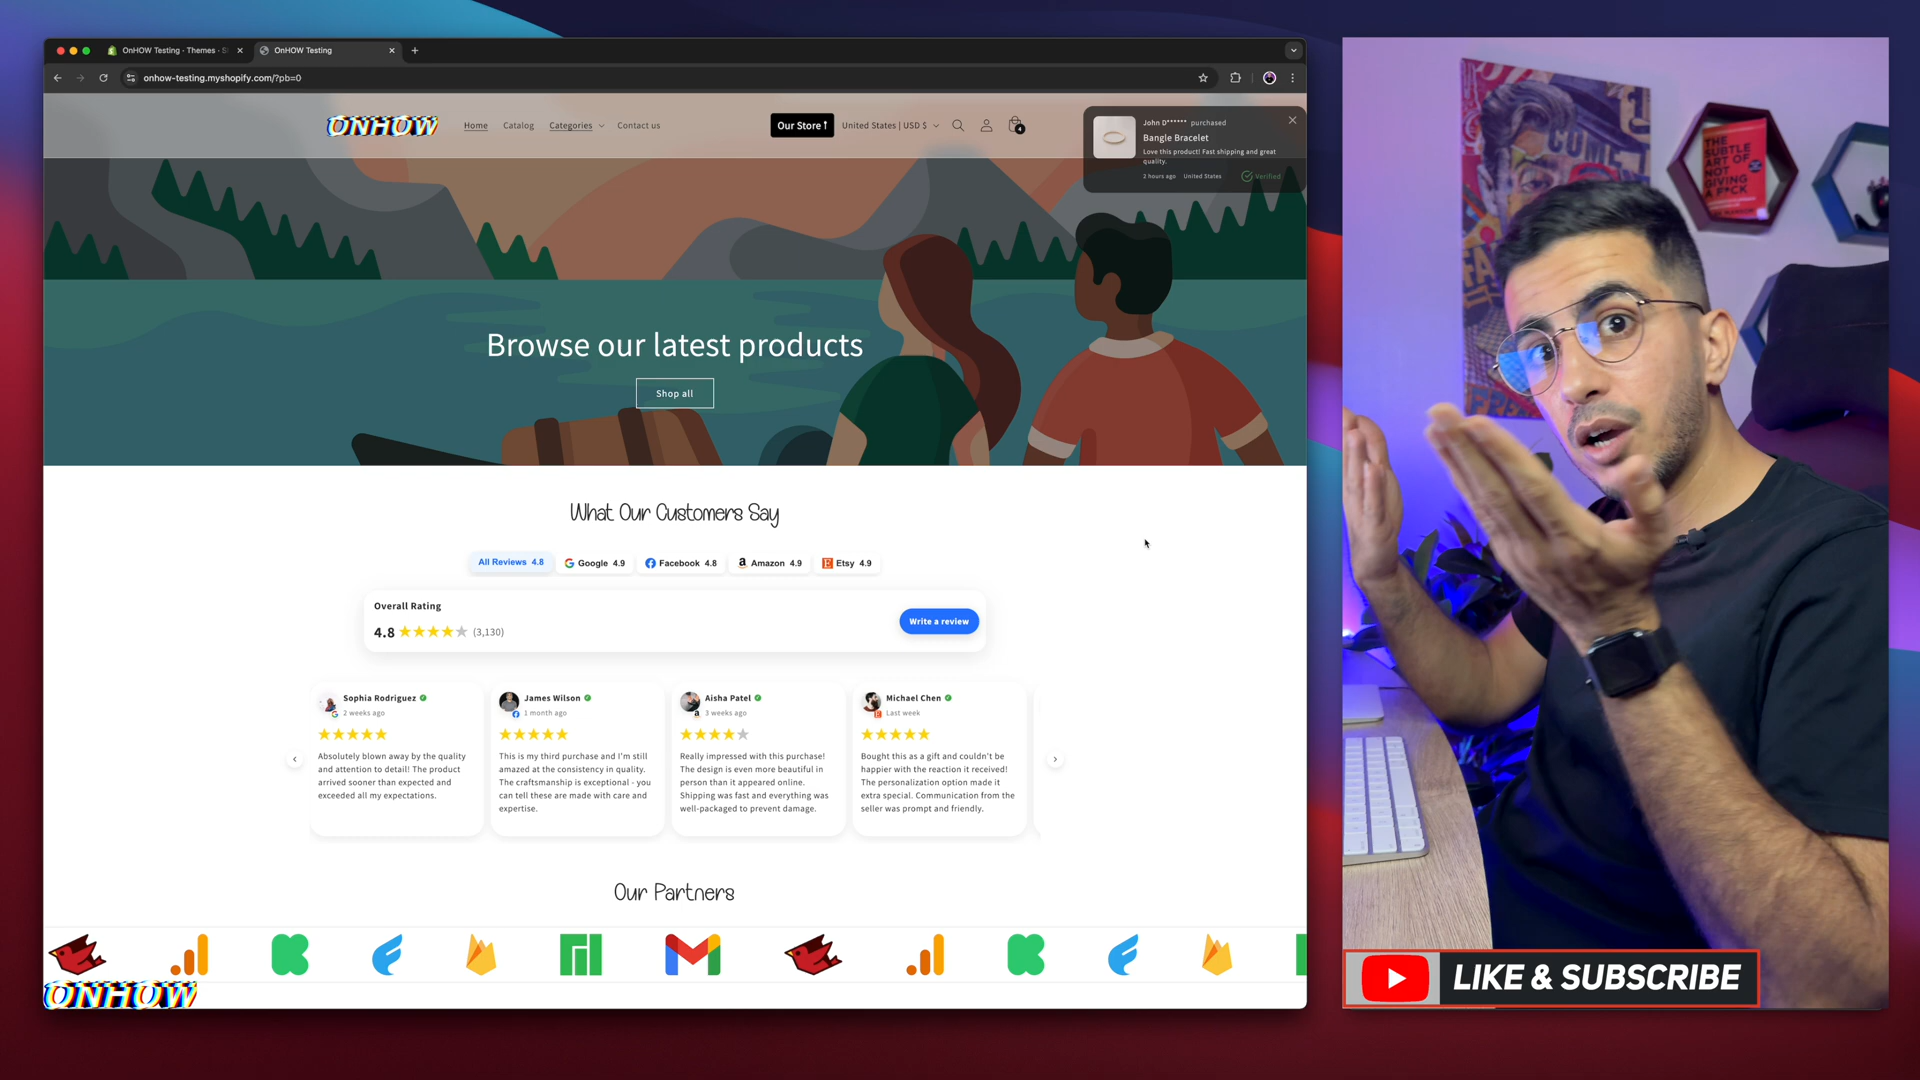 OnHOW Testing · Themes · S
OnHOW Testing
onhow-testing.myshopify.com/?pb=0
ONHOW
Home
Catalog
Categories
Contact us
Our Store↑
United States | USD $
4
John D****** purchased
Bangle Bracelet
Love this product! Fast shipping and great
quality.
2 hours ago United States Verified
Browse our latest products
Shop all
What Our Customers Say
All Reviews 4.8
Google 4.9
Facebook 4.8
Amazon 4.9
Etsy 4.9
Overall Rating
4.8 ★★★★★ (3,130)
Write a review
Sophia Rodriguez
2 weeks ago
Absolutely blown away by the quality
and attention to detail! The product
arrived sooner than expected and
exceeded all my expectations.
James Wilson
1 month ago
This is my third purchase and I'm still
amazed at the consistency in quality.
The craftsmanship is exceptional - you
can tell these are made with care and
expertise.
Aisha Patel
3 weeks ago
Really impressed with this purchase!
The design is even more beautiful in
person than it appeared online.
Shipping was fast and everything was
well-packaged to prevent damage.
Michael Chen
Last week
Bought this as a gift and couldn't be
happier with the reaction it received!
The personalization option made it
extra special. Communication from the
seller was prompt and friendly.
Our Partners
ONHOW
THE
SUBTLE
ART OF
NOT
GIVING
A F*CK
LIKE & SUBSCRIBE